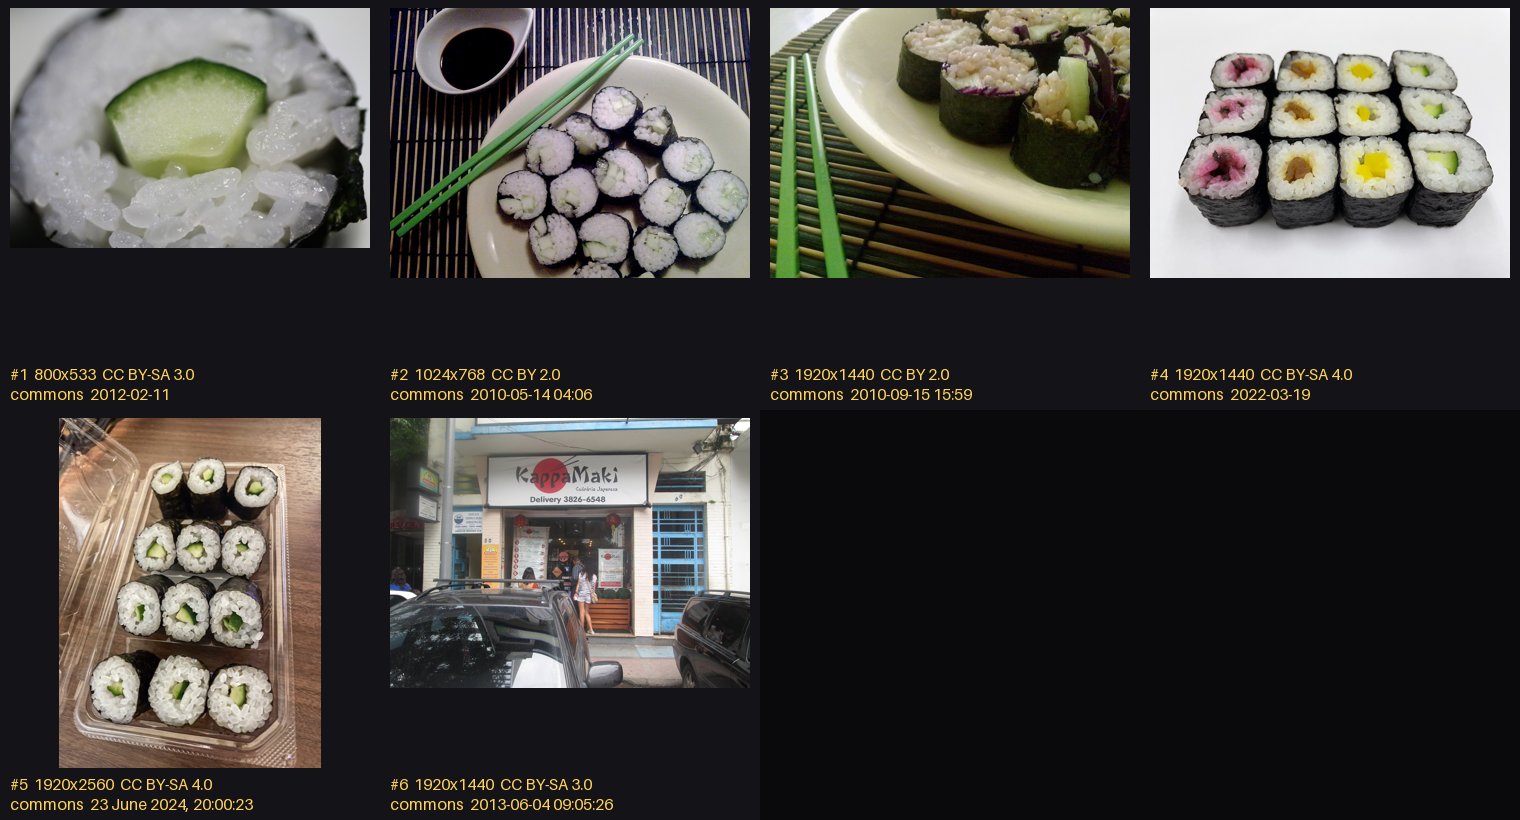 #1 800x533 CC BY-SA 3.0
commons 2012-02-11
#2 1024x768 CC BY 2.0
commons 2010-05-14 04:06
#3 1920x1440 CC BY 2.0
commons 2010-09-15 15:59
#4 1920x1440 CC BY-SA 4.0
commons 2022-03-19
KappaMaki
Culinária Japonesa
Delivery 3826-6548
#5 1920x2560 CC BY-SA 4.0
commons 23 June 2024, 20:00:23
#6 1920x1440 CC BY-SA 3.0
commons 2013-06-04 09:05:26